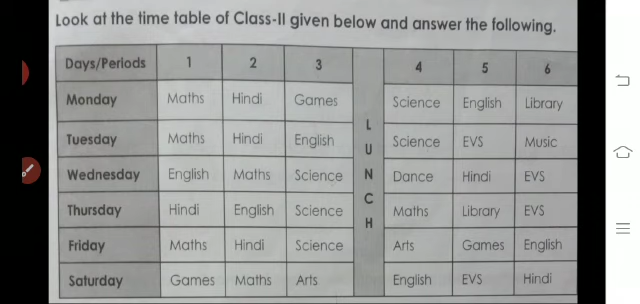 Look at the time table of Class-II given below and answer the following.
Days/Periods 1 2 3 4 5 6
Monday Maths Hindi Games Science English Library
Tuesday Maths Hindi English Science EVS Music
Wednesday English Maths Science Dance Hindi EVS
Thursday Hindi English Science Maths Library EVS
Friday Maths Hindi Science Arts Games English
Saturday Games Maths Arts English EVS Hindi
L
U
N
C
H